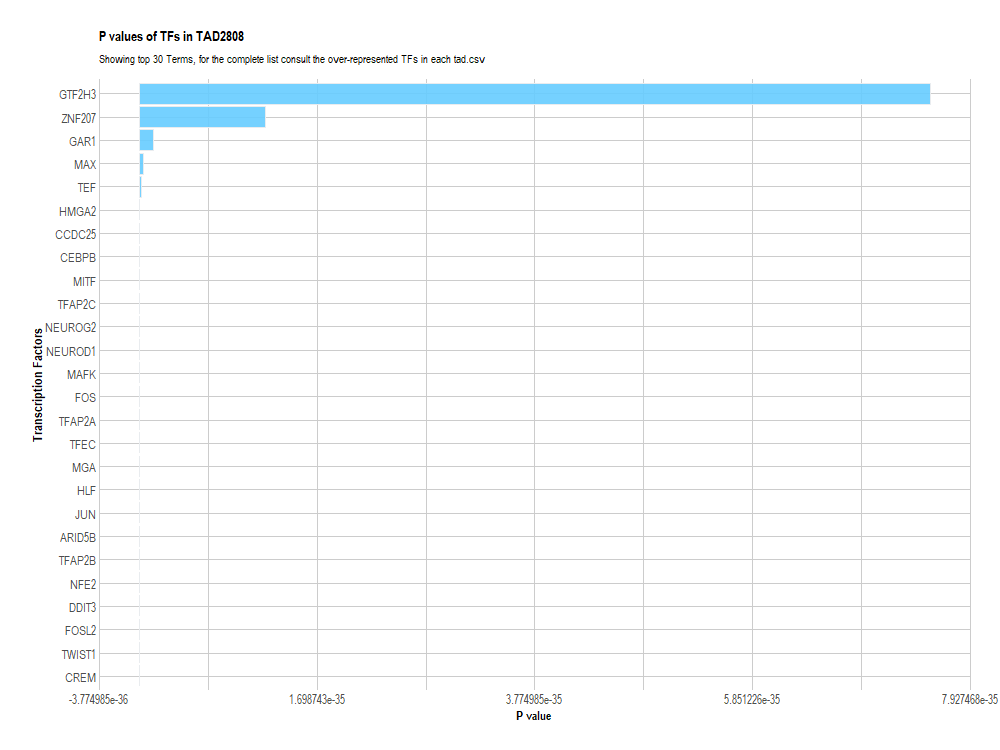 P values of TFs in TAD2808
Showing top 30 Terms, for the complete list consult the over-represented TFs in each tad.csv
GTF2H3
ZNF207
GAR1
MAX
TEF
HMGA2
CCDC25
CEBPB
MITF
TFAP2C
NEUROG2
NEUROD1
MAFK
FOS
TFAP2A
TFEC
MGA
HLF
JUN
ARID5B
TFAP2B
NFE2
DDIT3
FOSL2
TWIST1
CREM
Transcription Factors
-3.774985e-36 1.698743e-35 3.774985e-35 5.851226e-35 7.927468e-35
P value